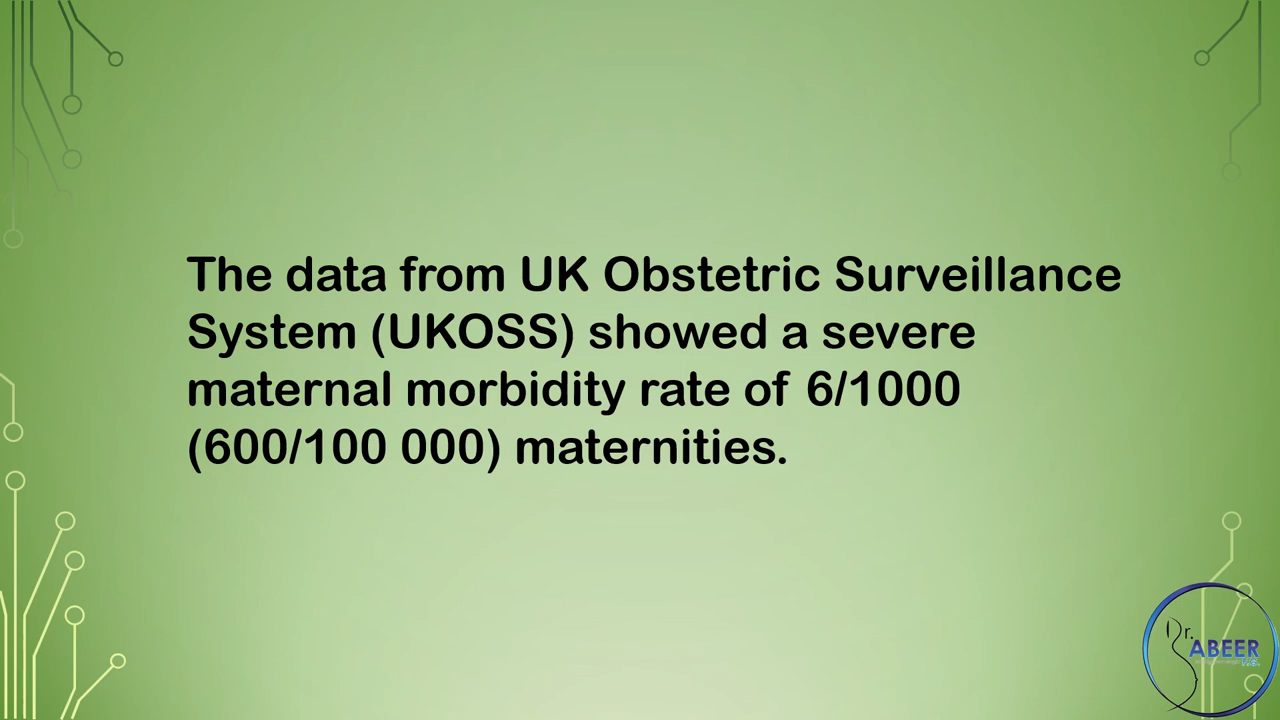 The data from UK Obstetric Surveillance
System (UKOSS) showed a severe
maternal morbidity rate of 6/1000
(600/100 000) maternities.
Dr.
ABEER